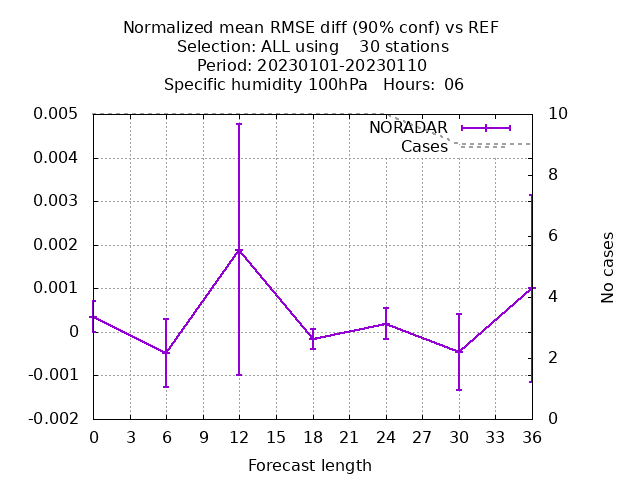 Normalized mean RMSE diff (90% conf) vs REF
Selection: ALL using    30 stations
Period: 20230101-20230110
Specific humidity 100hPa   Hours:  06
0.005
0.004
0.003
0.002
0.001
0
-0.001
-0.002
NORADAR
Cases
10
8
6
4
2
0
No cases
0 3 6 9 12 15 18 21 24 27 30 33 36
Forecast length